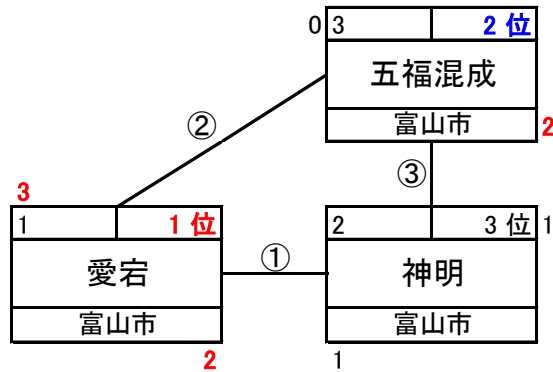 0 3 2 位
五福混成
富山市 2
②
③
3
1 1 位
愛宕
富山市
2
①
2 3 位 1
神明
富山市
1